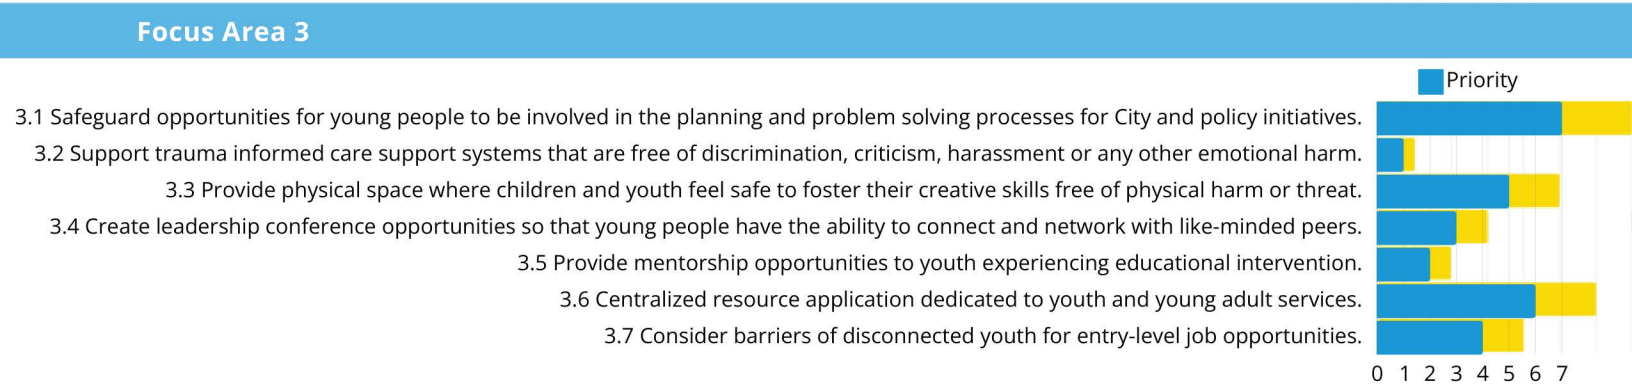 Focus Area 3
Priority
3.1 Safeguard opportunities for young people to be involved in the planning and problem solving processes for City and policy initiatives.
3.2 Support trauma informed care support systems that are free of discrimination, criticism, harassment or any other emotional harm.
3.3 Provide physical space where children and youth feel safe to foster their creative skills free of physical harm or threat.
3.4 Create leadership conference opportunities so that young people have the ability to connect and network with like-minded peers.
3.5 Provide mentorship opportunities to youth experiencing educational intervention.
3.6 Centralized resource application dedicated to youth and young adult services.
3.7 Consider barriers of disconnected youth for entry-level job opportunities.
0 1 2 3 4 5 6 7